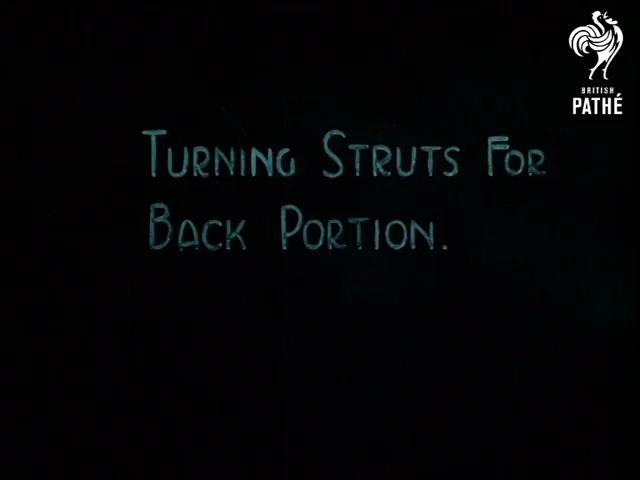 BRITISH
PATHÉ
TURNING STRUTS FOR
BACK PORTION.